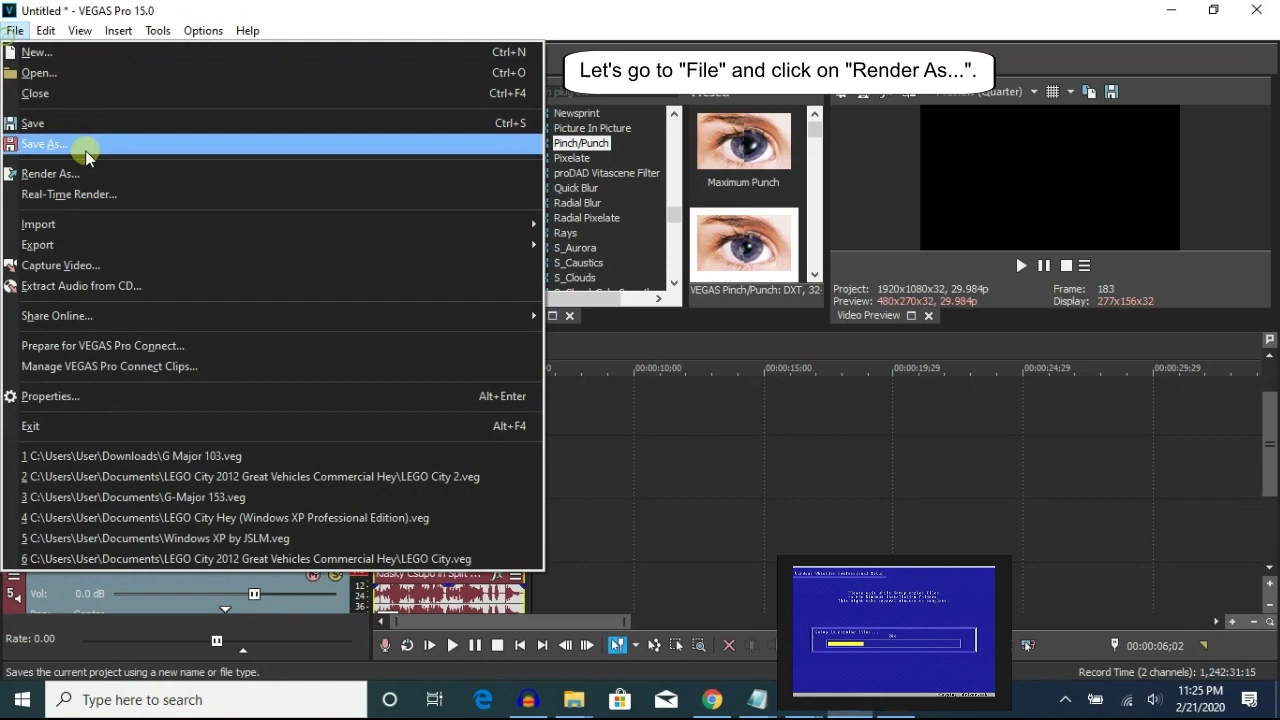 Untitled * - VEGAS Pro 15.0
File Edit View Insert Tools Options Help
New... Ctrl+N
Open... Ctrl+O
Close Ctrl+F4
Save Ctrl+S
Save As...
Render As...
Real-Time Render...
Import
Export
Capture Video...
Extract Audio from CD...
Share Online...
Prepare for VEGAS Pro Connect...
Manage VEGAS Pro Connect Clips...
Properties... Alt+Enter
Exit Alt+F4
1 C:\Users\User\Downloads\G Major 103.veg
2 C:\Users\User\Documents\LEGO City 2012 Great Vehicles Commercial Hey\LEGO City 2.veg
3 C:\Users\User\Documents\G-Major 153.veg
4 C:\Users\User\Documents\LEGO City Hey (Windows XP Professional Edition).veg
5 C:\Users\User\Documents\Windows XP by JSLM.veg
6 C:\Users\User\Documents\LEGO City 2012 Great Vehicles Commercial Hey\LEGO City.veg
Let's go to "File" and click on "Render As...".
(Quarter)
Newsprint
Picture In Picture
Pinch/Punch
Pixelate
proDAD Vitascene Filter
Quick Blur
Radial Blur
Radial Pixelate
Rays
S_Aurora
S_Caustics
S_Clouds
Maximum Punch
VEGAS Pinch/Punch: DXT, 32-
Project: 1920x1080x32, 29.984p
Preview: 480x270x32, 29.984p
Frame: 183
Display: 277x156x32
Video Preview
00:00:10;00 00:00:15;00 00:00:19;29 00:00:24;29 00:00:29;29
5 Vol: 0.0 dB
12-
24-
Rate: 0.00
00:00:06;02
Saves the current project using a new name or file type.
Record Time (2 channels): 1,242:31:15
Type here to search
11:25 PM
2/21/2020